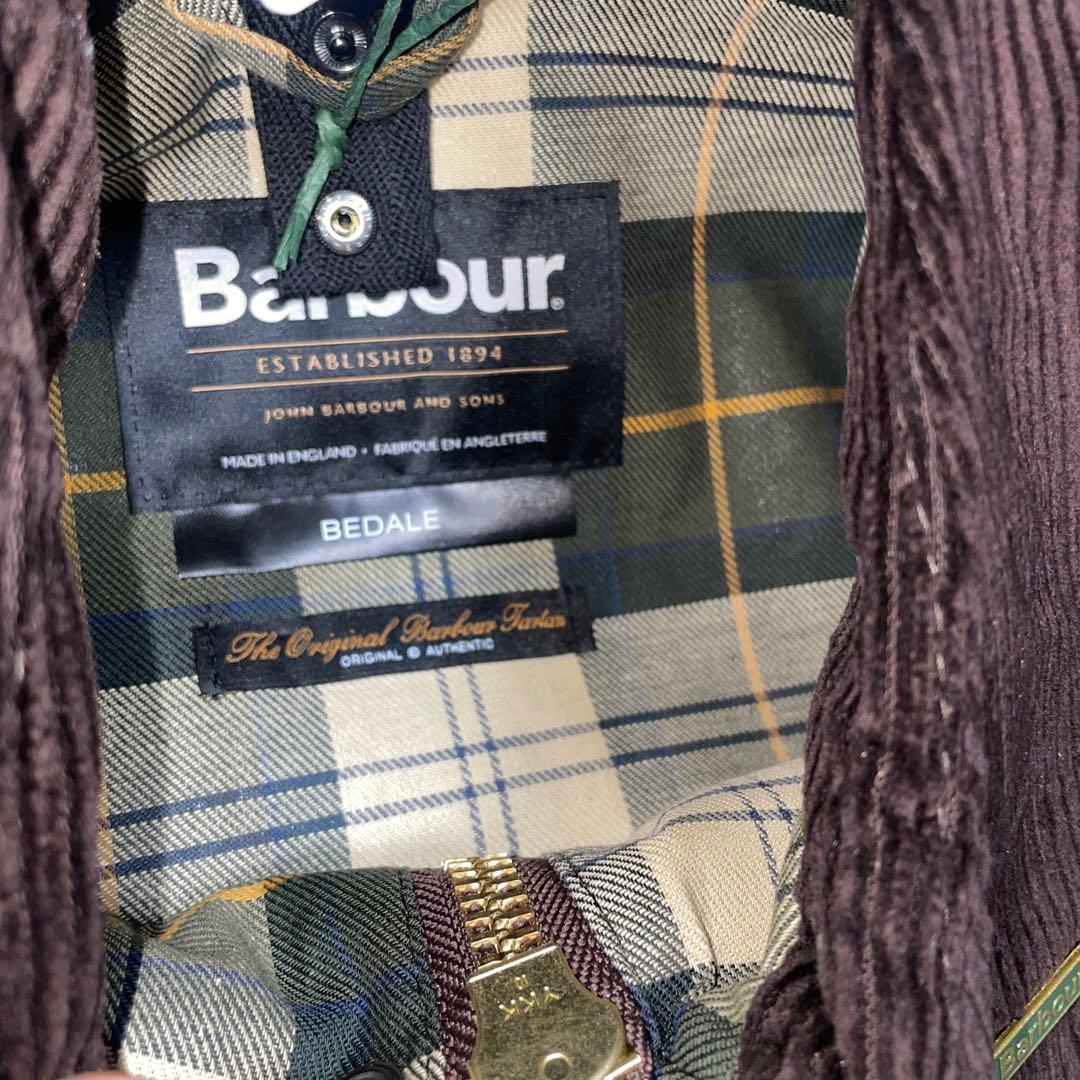 Barbour®
ESTABLISHED 1894
JOHN BARBOUR AND SONS
MADE IN ENGLAND • FABRIQUÉ EN ANGLETERRE
BEDALE
The Original Barbour Tartan
ORIGINAL @ AUTHENTIC
YKK
Barbour